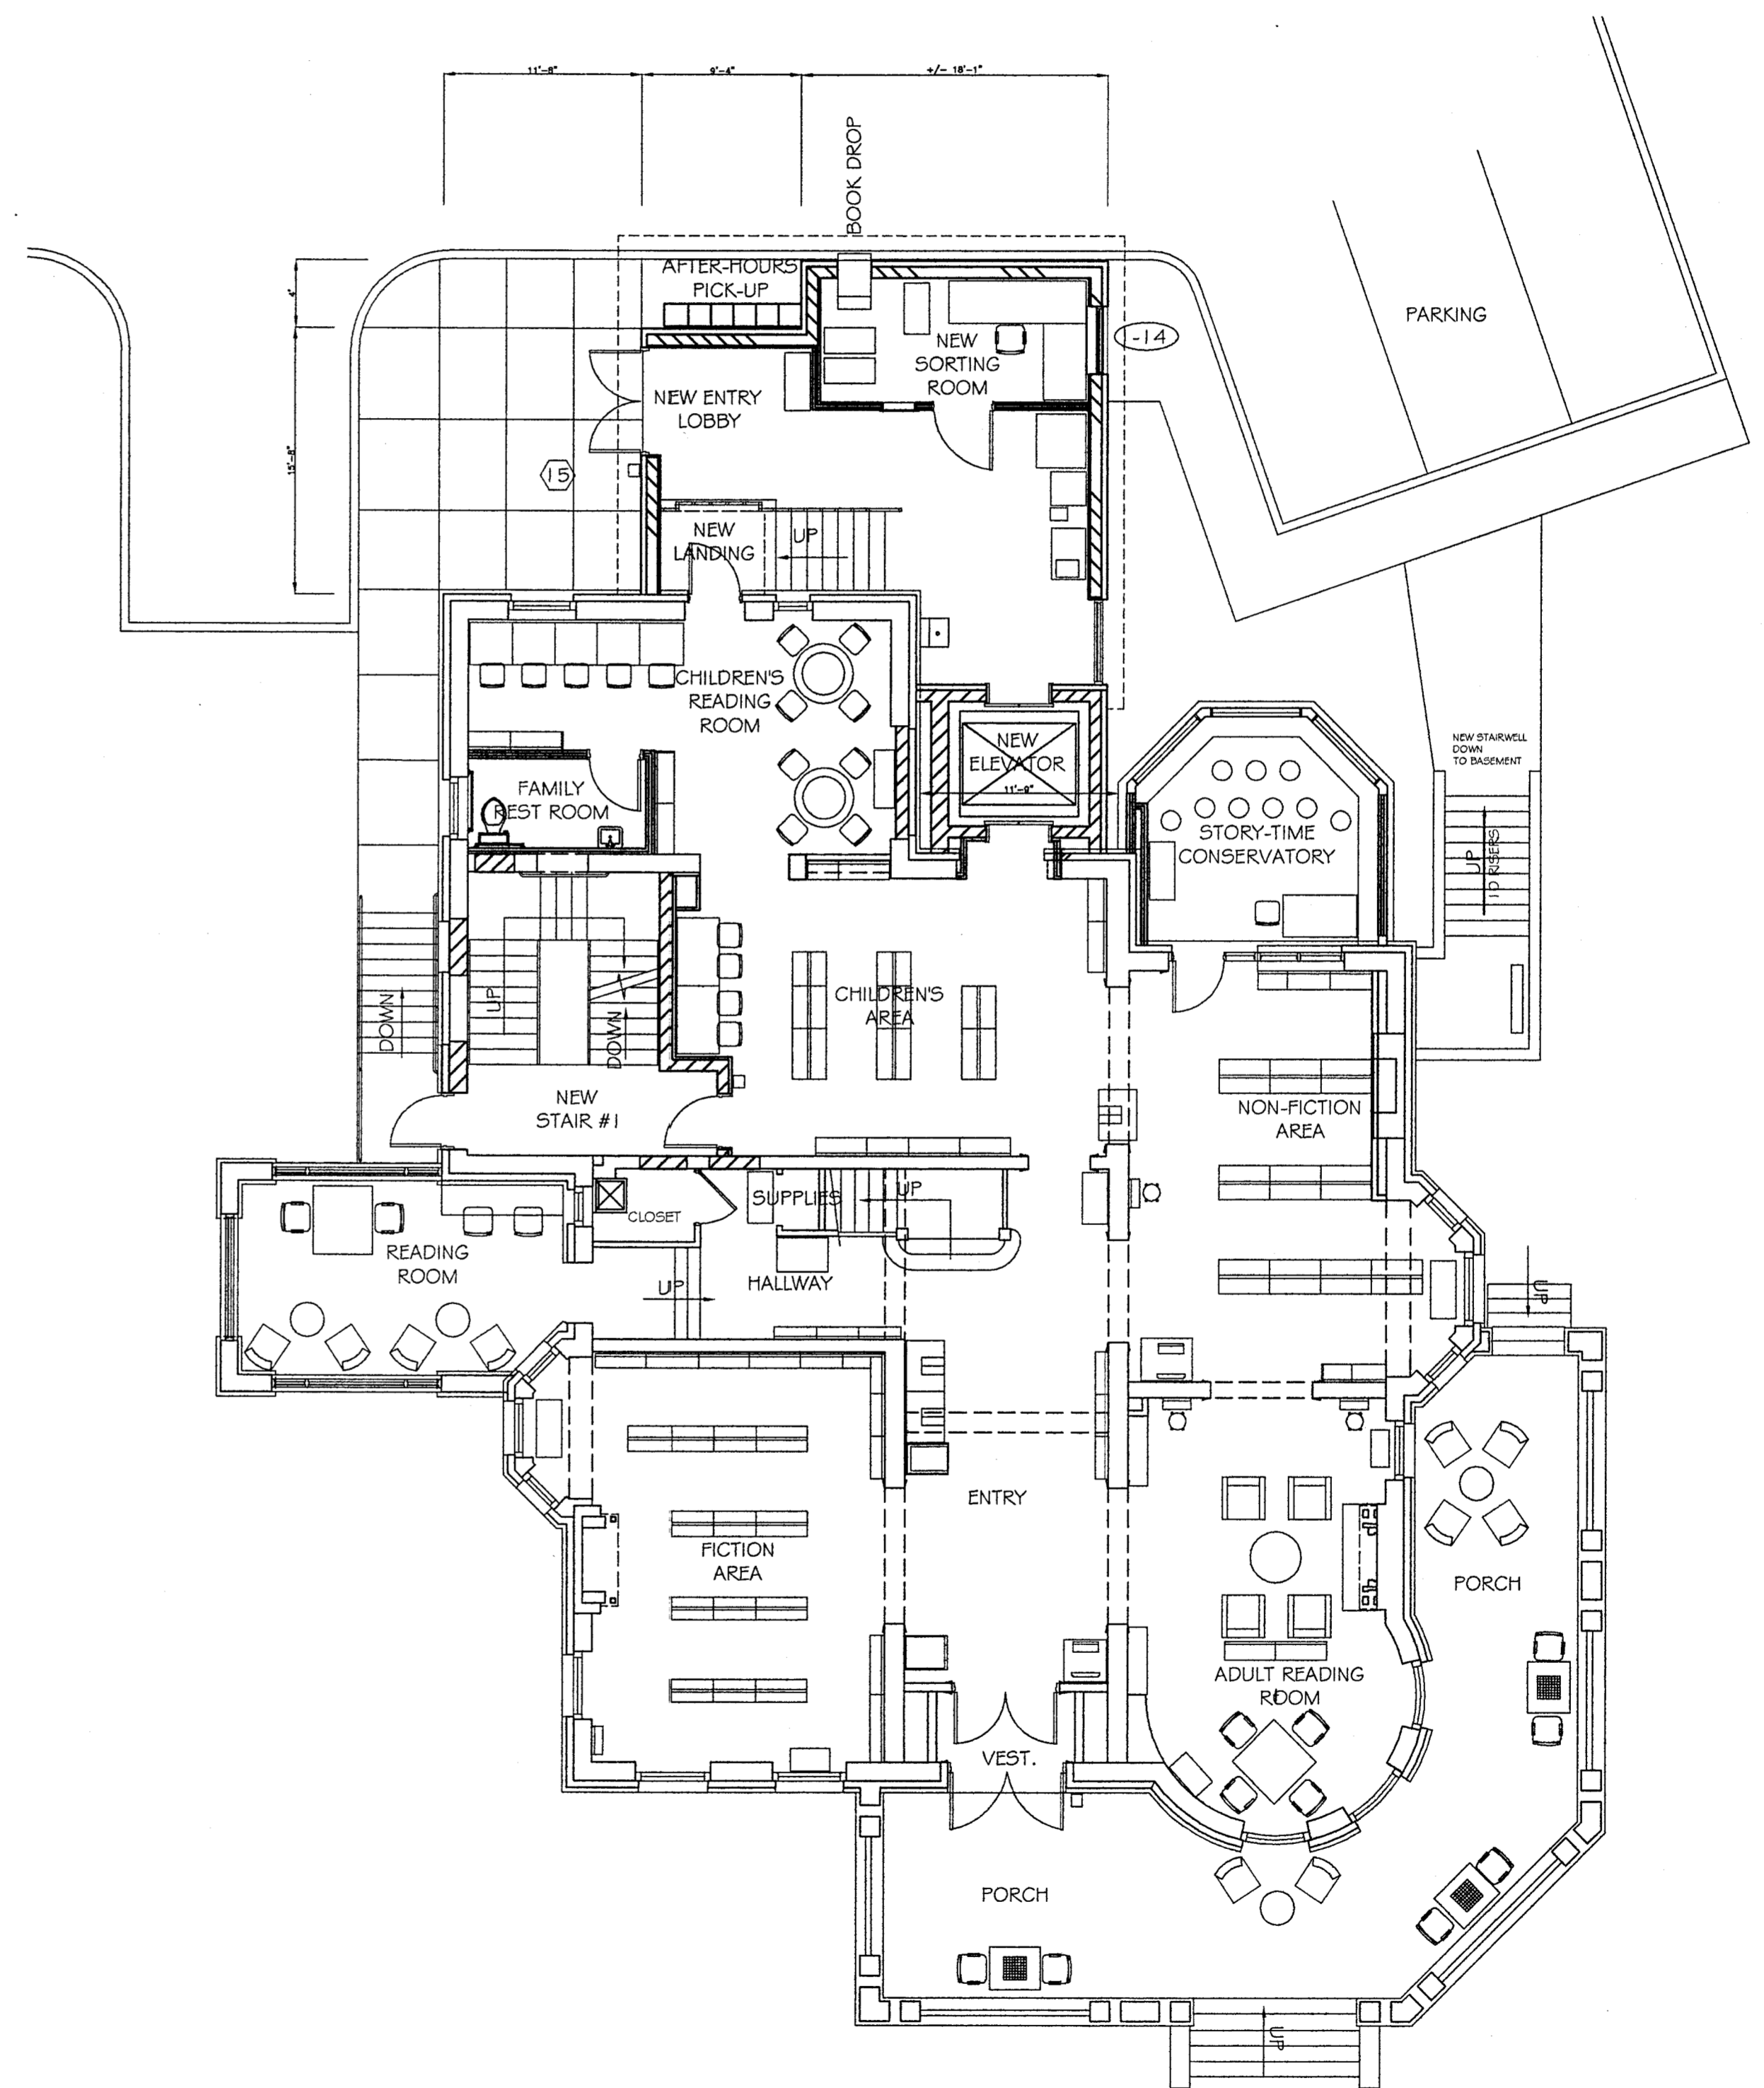 11'-8"
9'-4"
+/- 18'-1"
BOOK DROP
4'
15'-8"
AFTER-HOURS
PICK-UP
PARKING
1-14
NEW
SORTING
ROOM
NEW ENTRY
LOBBY
15
NEW
LANDING
UP
CHILDREN'S
READING
ROOM
NEW
ELEVATOR
11'-9"
NEW STAIRWELL
DOWN
TO BASEMENT
FAMILY
REST ROOM
STORY-TIME
CONSERVATORY
UP
10 RISERS
CHILDREN'S
AREA
UP
DOWN
DOWN
NEW
STAIR #1
NON-FICTION
AREA
SUPPLIES
UP
CLOSET
READING
ROOM
UP
HALLWAY
UP
ENTRY
FICTION
AREA
PORCH
ADULT READING
ROOM
VEST.
PORCH
UP